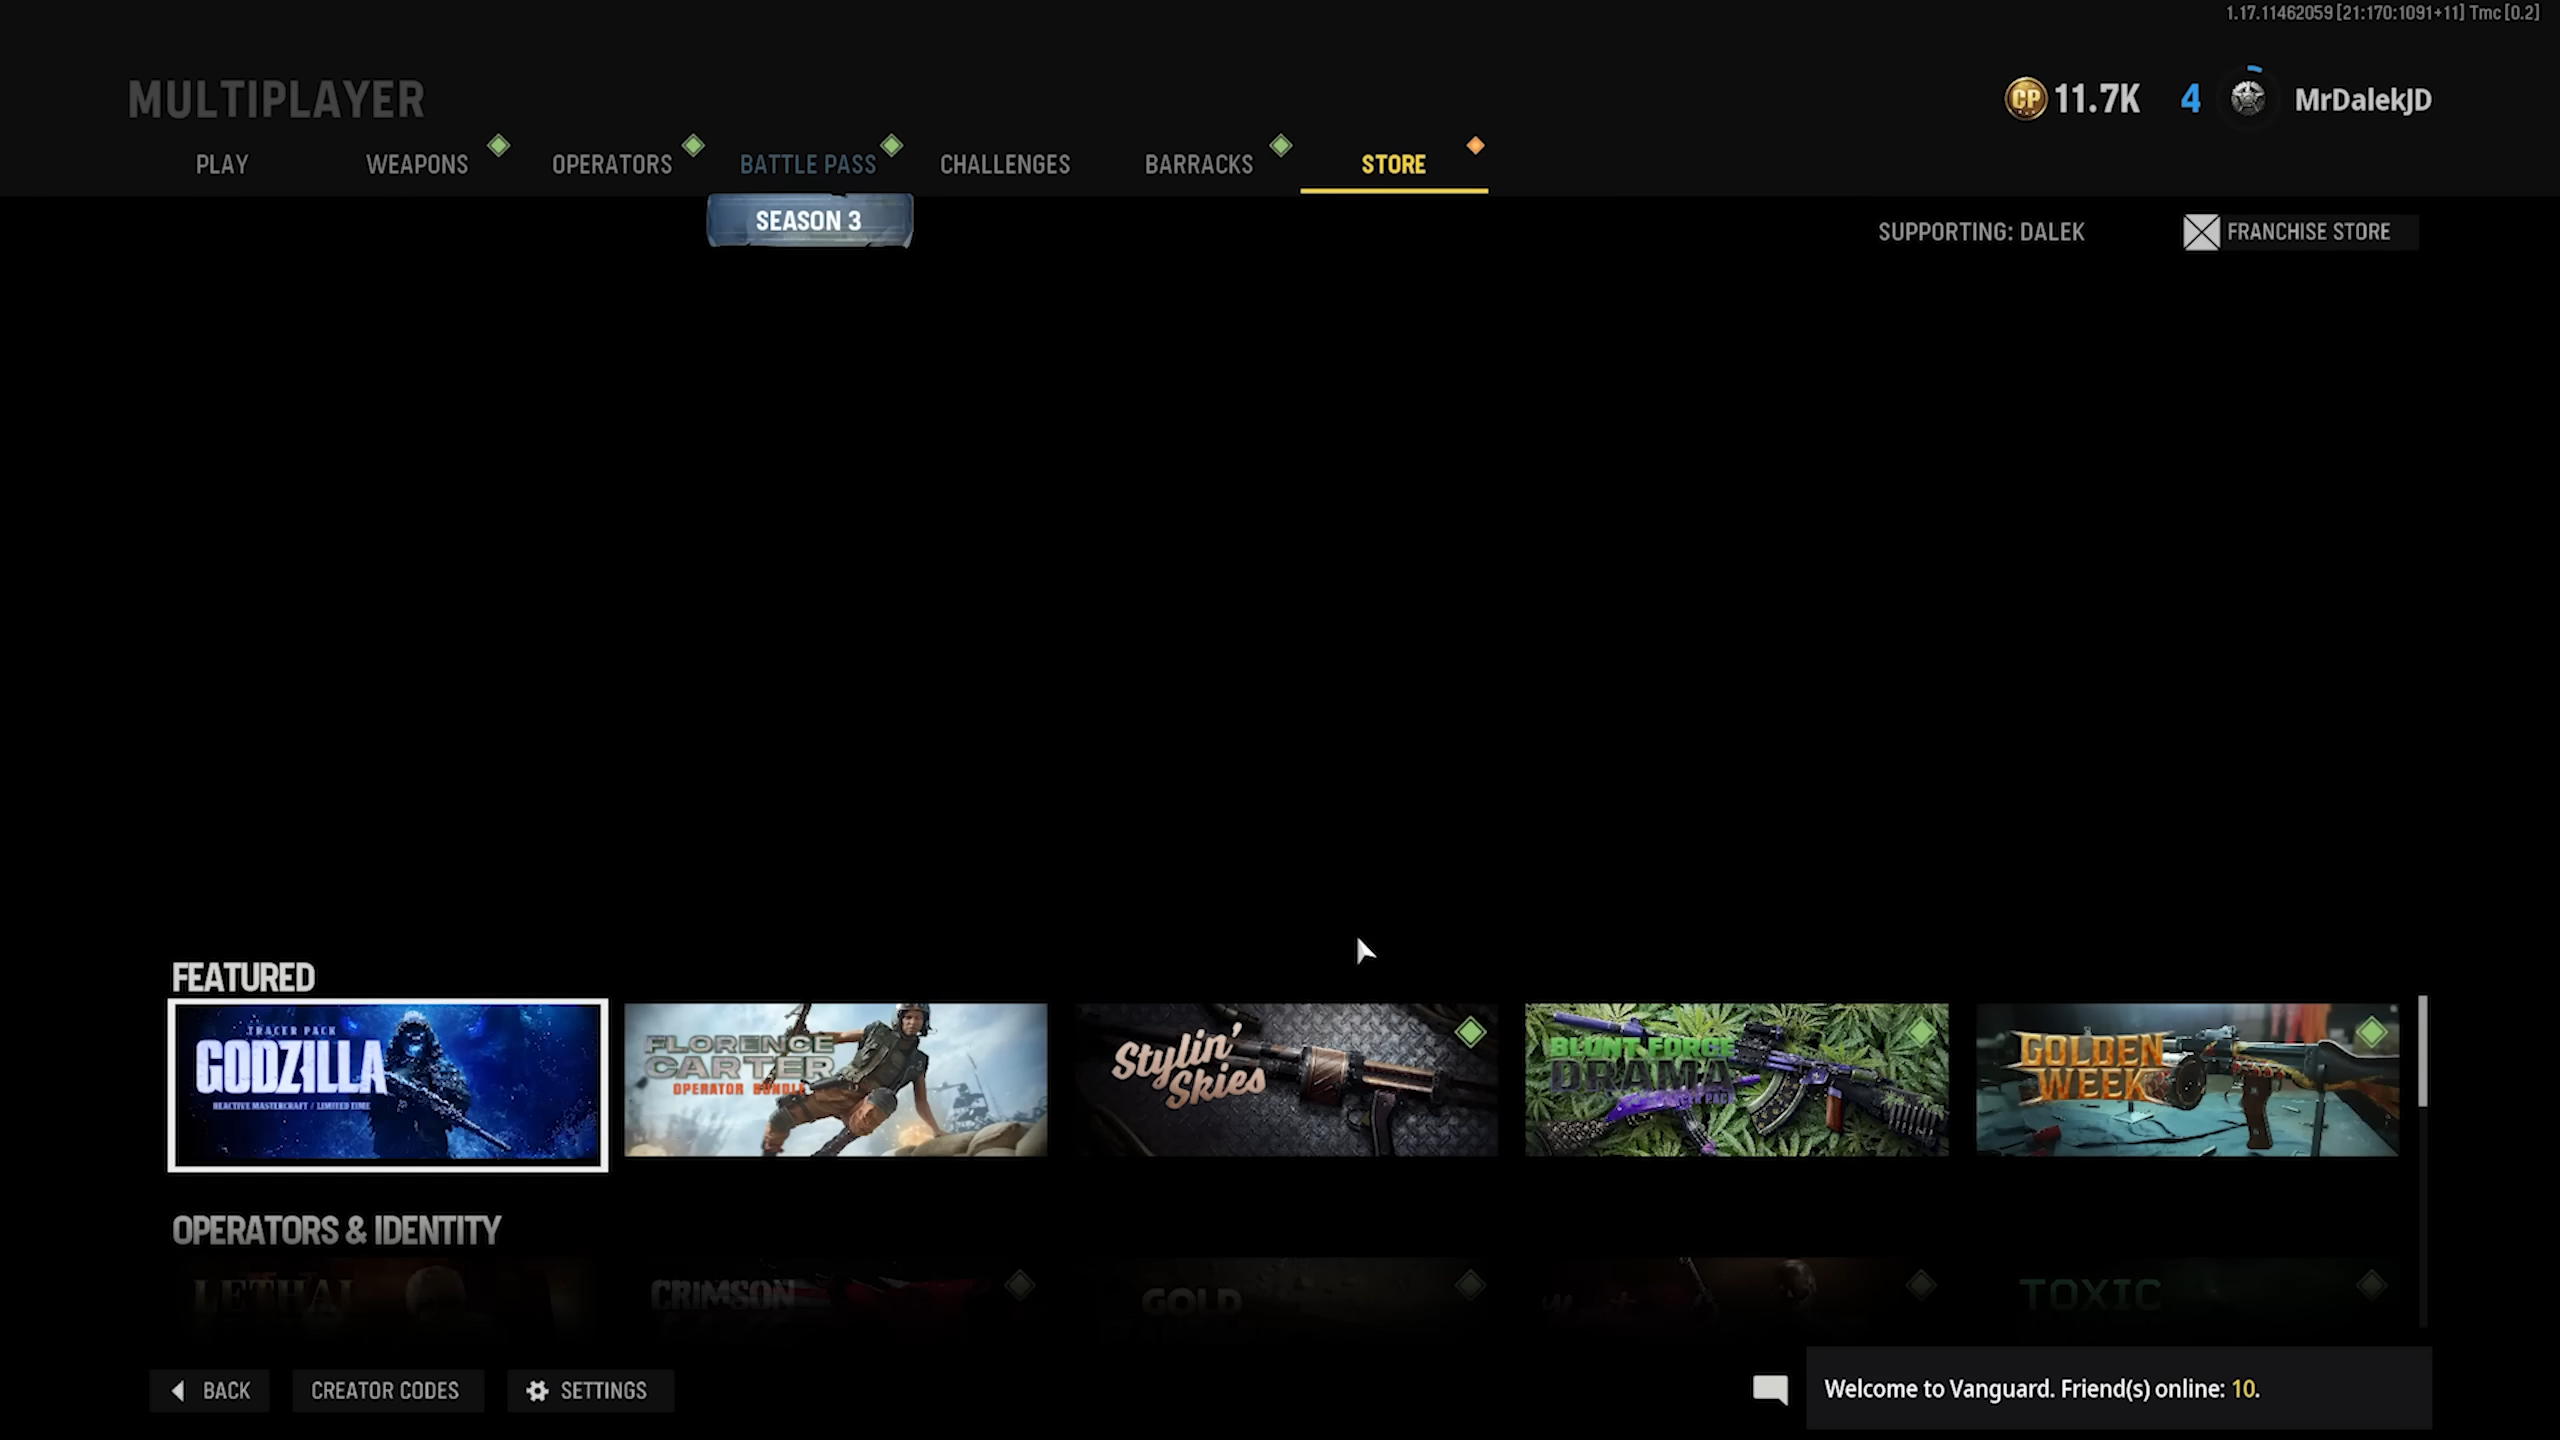 1.17.11462059 [21:170:1091+11] Tmc [0.2]
MULTIPLAYER
CP 11.7K 4 MrDalekJD
PLAY WEAPONS OPERATORS BATTLE PASS CHALLENGES BARRACKS STORE
SEASON 3
SUPPORTING: DALEK FRANCHISE STORE
FEATURED
TRACER PACK
GODZILLA
REACTIVE MASTERCRAFT / LIMITED TIME
FLORENCE
CARTER
OPERATOR BUNDLE
Stylin'
Skies
BLUNT FORCE
DRAMA
GOLDEN
WEEK
OPERATORS & IDENTITY
LETHAL
CRIMSON
GOLD
TOXIC
BACK CREATOR CODES SETTINGS
Welcome to Vanguard. Friend(s) online: 10.